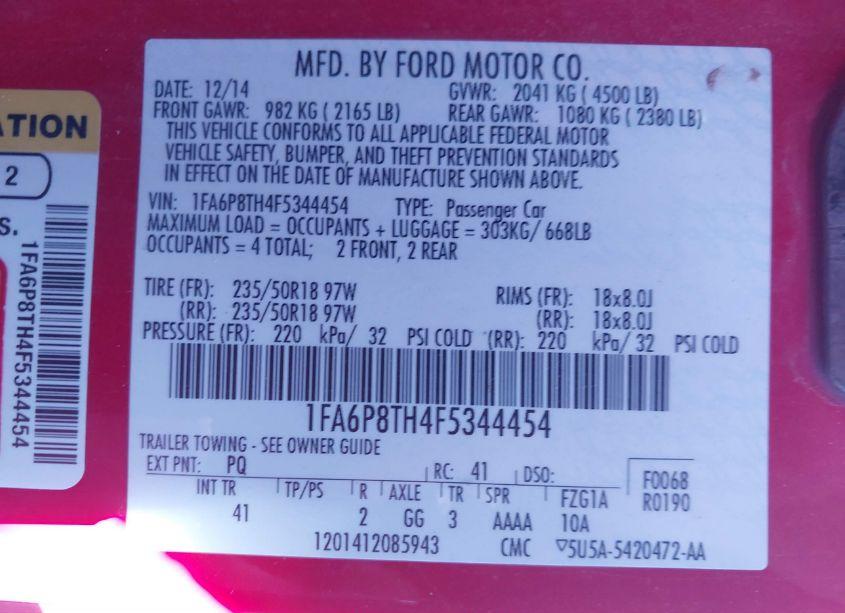 MFD. BY FORD MOTOR CO.
DATE: 12/14 GVWR: 2041 KG ( 4500 LB)
FRONT GAWR: 982 KG ( 2165 LB) REAR GAWR: 1080 KG ( 2380 LB)
THIS VEHICLE CONFORMS TO ALL APPLICABLE FEDERAL MOTOR
VEHICLE SAFETY, BUMPER, AND THEFT PREVENTION STANDARDS
IN EFFECT ON THE DATE OF MANUFACTURE SHOWN ABOVE.
VIN: 1FA6P8TH4F5344454 TYPE: Passenger Car
MAXIMUM LOAD = OCCUPANTS + LUGGAGE = 303KG/ 668LB
OCCUPANTS = 4 TOTAL; 2 FRONT, 2 REAR
TIRE (FR): 235/50R18 97W RIMS (FR): 18x8.0J
(RR): 235/50R18 97W (RR): 18x8.0J
PRESSURE (FR): 220 kPa/ 32 PSI COLD (RR): 220 kPa/ 32 PSI COLD
1FA6P8TH4F5344454
TRAILER TOWING - SEE OWNER GUIDE
EXT PNT: PQ RC: 41 DSO: F0068
INT TR TP/PS R AXLE TR SPR FZG1A R0190
41 2 GG 3 AAAA 10A
1201412085943 CMC ▽5U5A-5420472-AA
ATION
2
S.
1FA6P8TH4F5344454